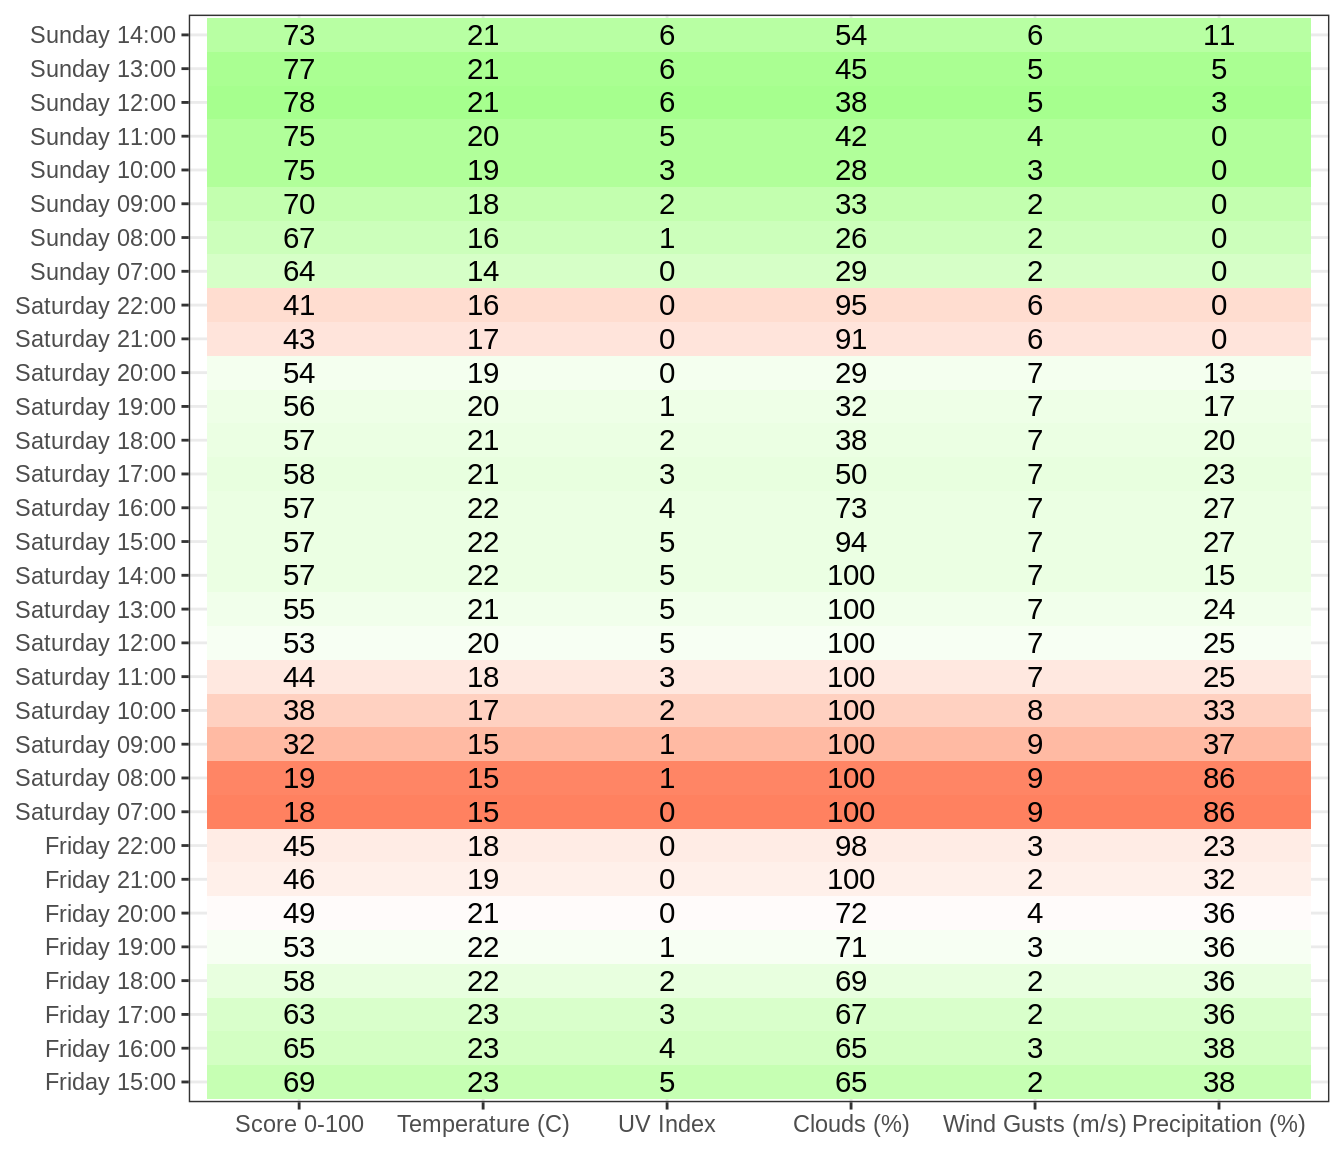 Sunday 14:00 73 21 6 54 6 11
Sunday 13:00 77 21 6 45 5 5
Sunday 12:00 78 21 6 38 5 3
Sunday 11:00 75 20 5 42 4 0
Sunday 10:00 75 19 3 28 3 0
Sunday 09:00 70 18 2 33 2 0
Sunday 08:00 67 16 1 26 2 0
Sunday 07:00 64 14 0 29 2 0
Saturday 22:00 41 16 0 95 6 0
Saturday 21:00 43 17 0 91 6 0
Saturday 20:00 54 19 0 29 7 13
Saturday 19:00 56 20 1 32 7 17
Saturday 18:00 57 21 2 38 7 20
Saturday 17:00 58 21 3 50 7 23
Saturday 16:00 57 22 4 73 7 27
Saturday 15:00 57 22 5 94 7 27
Saturday 14:00 57 22 5 100 7 15
Saturday 13:00 55 21 5 100 7 24
Saturday 12:00 53 20 5 100 7 25
Saturday 11:00 44 18 3 100 7 25
Saturday 10:00 38 17 2 100 8 33
Saturday 09:00 32 15 1 100 9 37
Saturday 08:00 19 15 1 100 9 86
Saturday 07:00 18 15 0 100 9 86
Friday 22:00 45 18 0 98 3 23
Friday 21:00 46 19 0 100 2 32
Friday 20:00 49 21 0 72 4 36
Friday 19:00 53 22 1 71 3 36
Friday 18:00 58 22 2 69 2 36
Friday 17:00 63 23 3 67 2 36
Friday 16:00 65 23 4 65 3 38
Friday 15:00 69 23 5 65 2 38
Score 0-100 Temperature (C) UV Index Clouds (%) Wind Gusts (m/s) Precipitation (%)